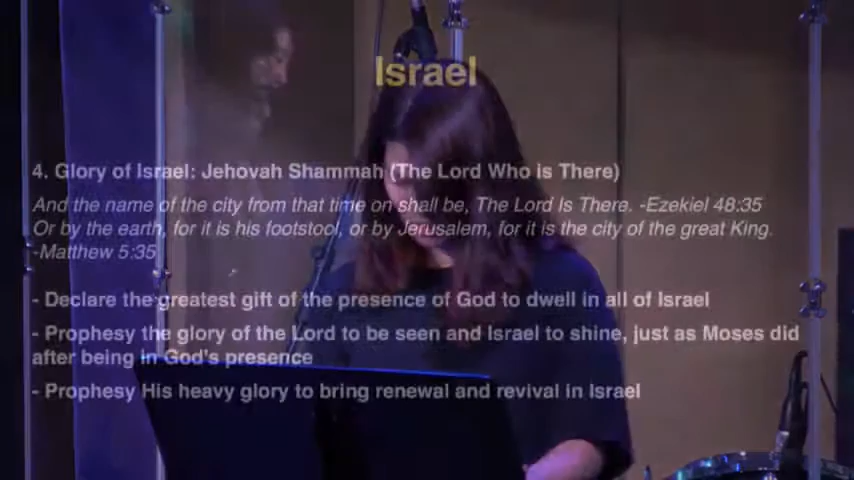 Israel
4. Glory of Israel: Jehovah Shammah (The Lord Who is There)
And the name of the city from that time on shall be, The Lord Is There. -Ezekiel 48:35
Or by the earth, for it is his footstool, or by Jerusalem, for it is the city of the great King.
-Matthew 5:35
- Declare the greatest gift of the presence of God to dwell in all of Israel
- Prophesy the glory of the Lord to be seen and Israel to shine, just as Moses did
after being in God's presence
- Prophesy His heavy glory to bring renewal and revival in Israel